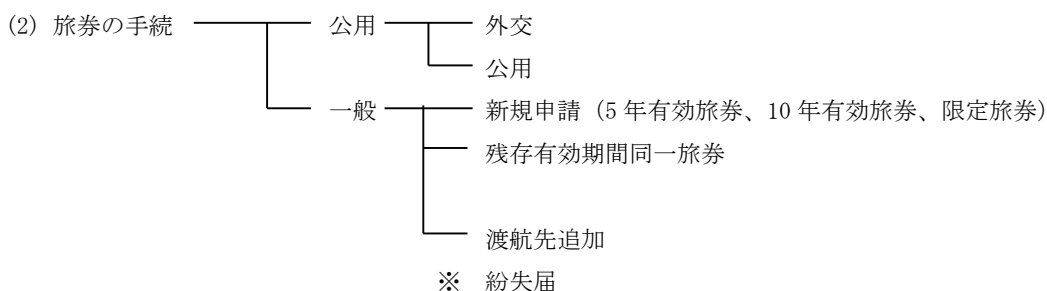 (2) 旅券の手続 公用 外交
公用
一般 新規申請（5 年有効旅券、10 年有効旅券、限定旅券）
残存有効期間同一旅券
渡航先追加
※ 紛失届